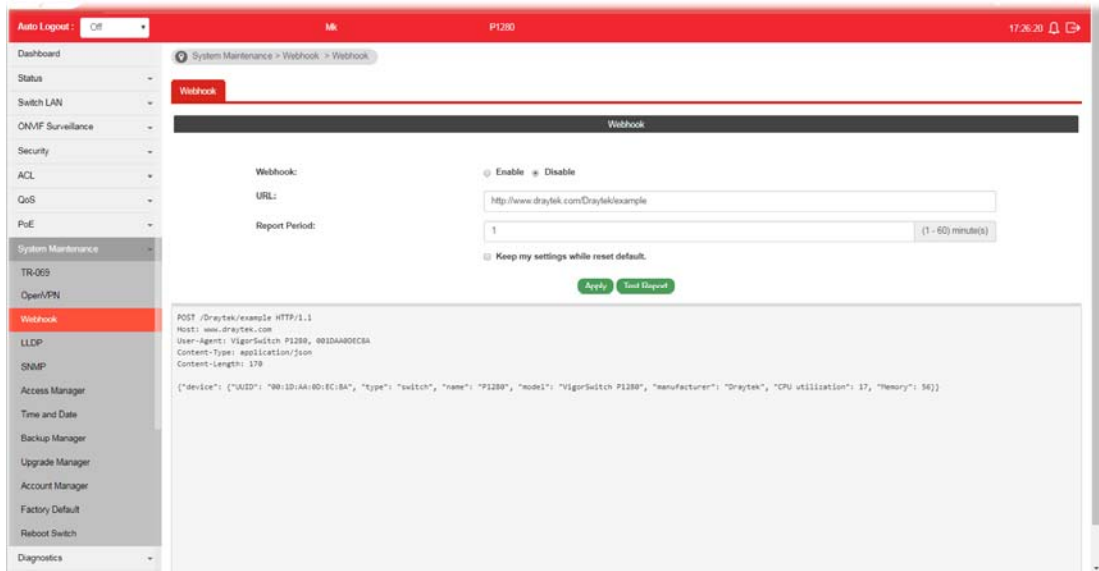 Auto Logout : Off Mk P1280 17:26:20
Dashboard
Status
Switch LAN
ONVIF Surveillance
Security
ACL
QoS
PoE
System Maintenance
TR-069
OpenVPN
Webhook
LLDP
SNMP
Access Manager
Time and Date
Backup Manager
Upgrade Manager
Account Manager
Factory Default
Reboot Switch
Diagnostics
System Maintenance > Webhook > Webhook
Webhook
Webhook
Webhook: Enable Disable
URL: http://www.draytek.com/Draytek/example
Report Period: 1 (1 - 60) minute(s)
Keep my settings while reset default.
Apply Test Report
POST /Draytek/example HTTP/1.1
Host: www.draytek.com
User-Agent: VigorSwitch P1280, 001DAA0DEC8A
Content-Type: application/json
Content-Length: 170
{"device": {"UUID": "00:1D:AA:0D:EC:8A", "type": "switch", "name": "P1280", "model": "VigorSwitch P1280", "manufacturer": "Draytek", "CPU utilization": 17, "Memory": 56}}